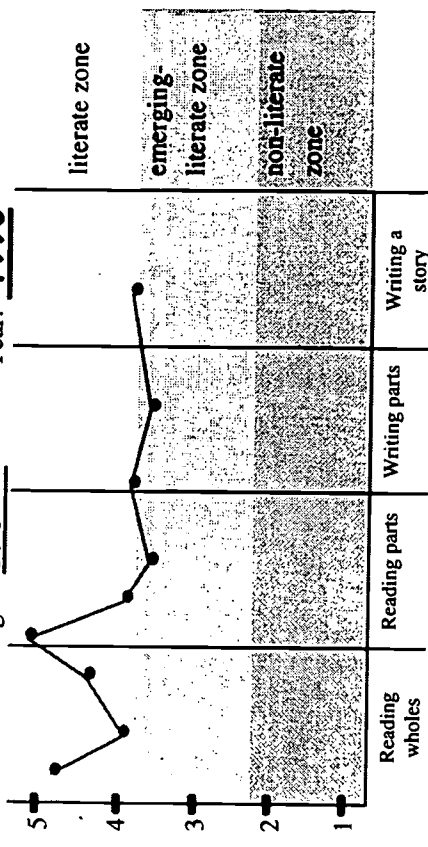 literate zone
emerging-
literate zone
non-literate
zone
5
4
3
2
1
Reading
wholes
Reading parts
Writing parts
Writing a
story